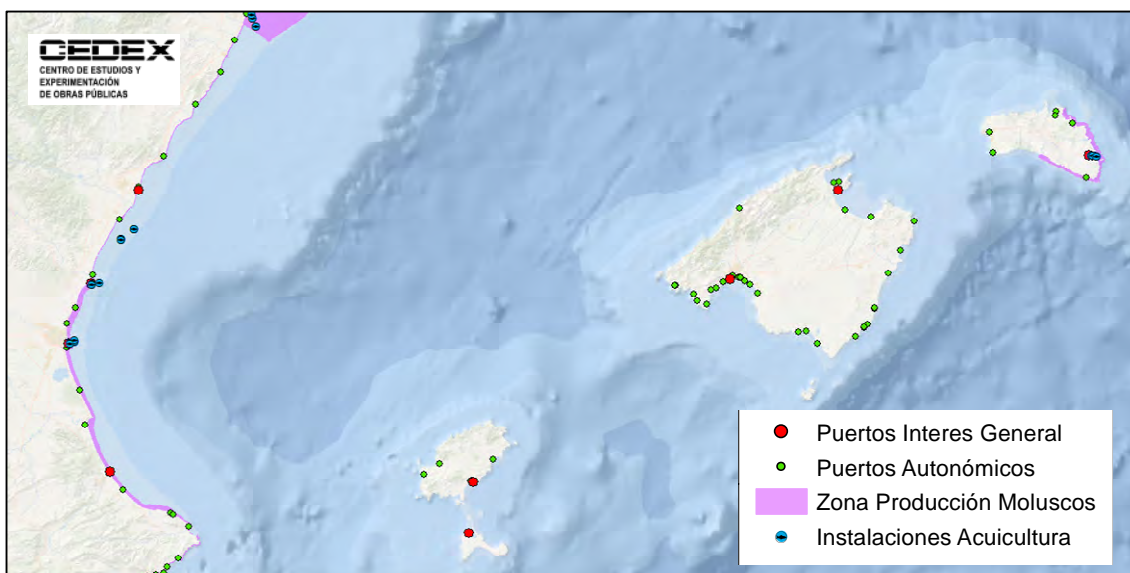 CEDEX
CENTRO DE ESTUDIOS Y
EXPERIMENTACIÓN
DE OBRAS PÚBLICAS
Puertos Interes General
Puertos Autonómicos
Zona Producción Moluscos
Instalaciones Acuicultura